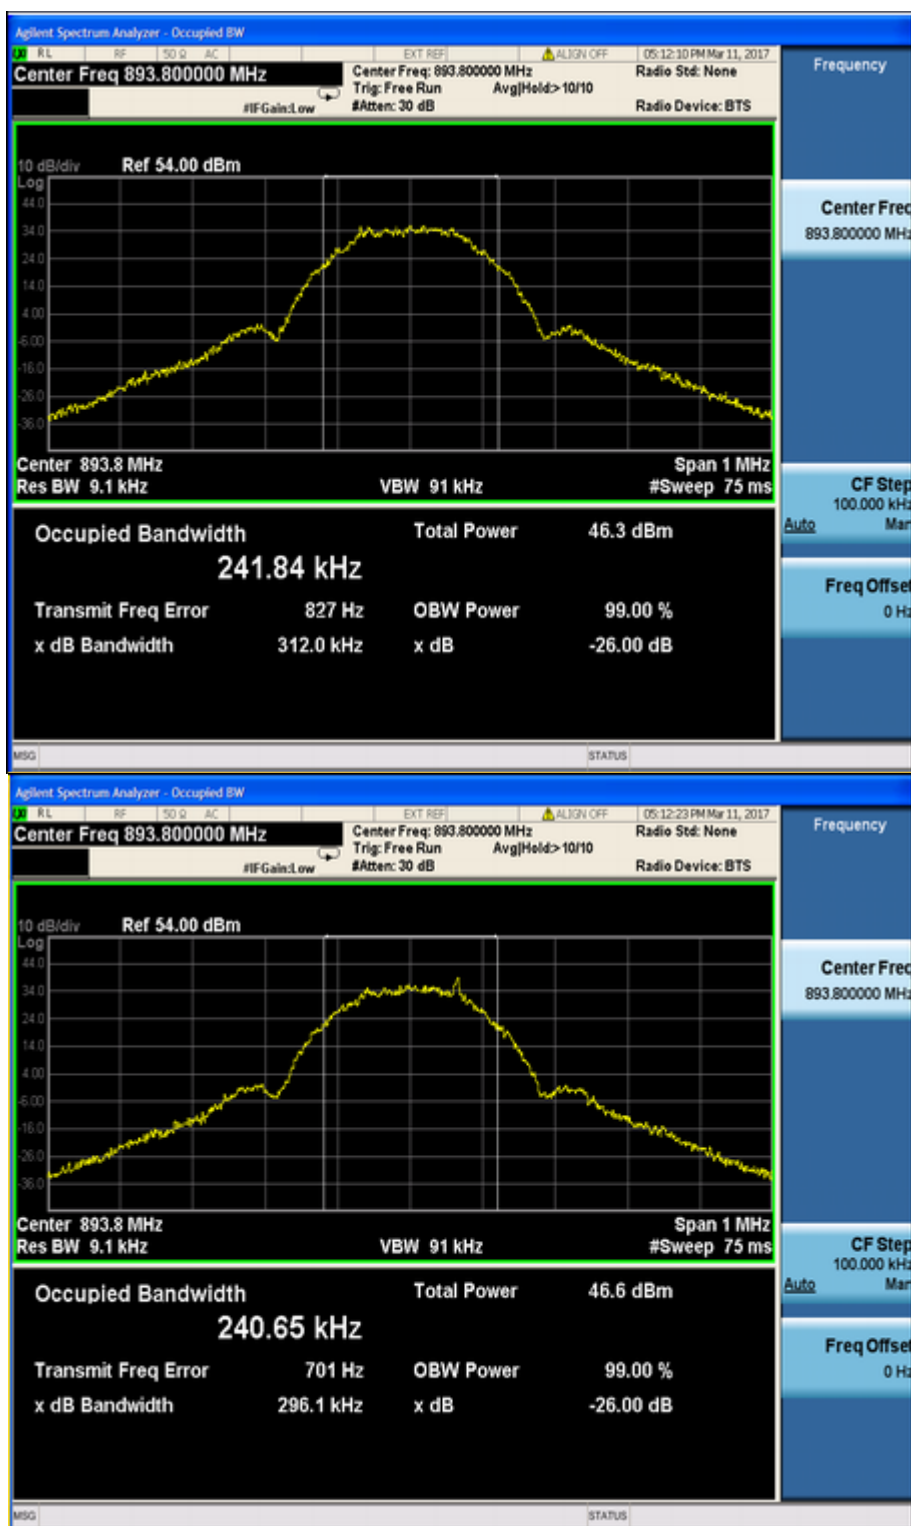 Agilent Spectrum Analyzer - Occupied BW
RL RF 50 Ω AC EXT REF ALIGN OFF 05:12:10 PM Mar 11, 2017
Center Freq 893.800000 MHz
Center Freq: 893.800000 MHz
Radio Std: None
Trig: Free Run Avg|Hold:>10/10
#IFGain:Low #Atten: 30 dB Radio Device: BTS
Frequency
10 dB/div Ref 54.00 dBm
Log
44.0
34.0
24.0
14.0
4.00
-6.00
-16.0
-26.0
-36.0
Center Freq
893.800000 MHz
Center 893.8 MHz Span 1 MHz
Res BW 9.1 kHz VBW 91 kHz #Sweep 75 ms
CF Step
100.000 kHz
Auto Man
Occupied Bandwidth Total Power 46.3 dBm
241.84 kHz
Transmit Freq Error 827 Hz OBW Power 99.00 %
x dB Bandwidth 312.0 kHz x dB -26.00 dB
Freq Offset
0 Hz
MSG STATUS
Agilent Spectrum Analyzer - Occupied BW
RL RF 50 Ω AC EXT REF ALIGN OFF 05:12:23 PM Mar 11, 2017
Center Freq 893.800000 MHz
Center Freq: 893.800000 MHz
Radio Std: None
Trig: Free Run Avg|Hold:>10/10
#IFGain:Low #Atten: 30 dB Radio Device: BTS
Frequency
10 dB/div Ref 54.00 dBm
Log
44.0
34.0
24.0
14.0
4.00
-6.00
-16.0
-26.0
-36.0
Center Freq
893.800000 MHz
Center 893.8 MHz Span 1 MHz
Res BW 9.1 kHz VBW 91 kHz #Sweep 75 ms
CF Step
100.000 kHz
Auto Man
Occupied Bandwidth Total Power 46.6 dBm
240.65 kHz
Transmit Freq Error 701 Hz OBW Power 99.00 %
x dB Bandwidth 296.1 kHz x dB -26.00 dB
Freq Offset
0 Hz
MSG STATUS